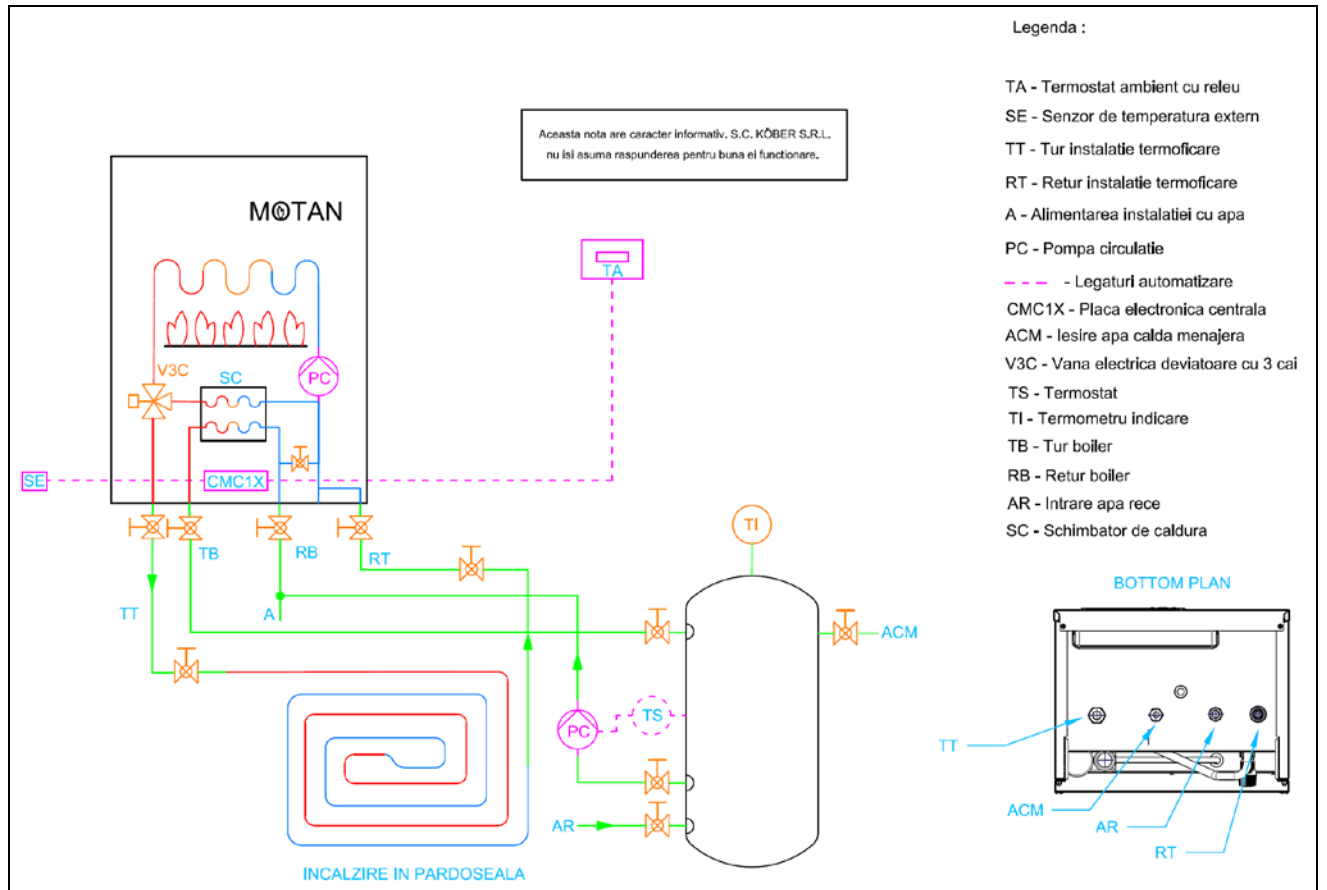 Legenda :
TA - Termostat ambient cu releu
SE - Senzor de temperatura extern
TT - Tur instalatie termoficare
RT - Retur instalatie termoficare
A - Alimentarea instalatiei cu apa
PC - Pompa circulatie
- Legaturi automatizare
CMC1X - Placa electronica centrala
ACM - Iesire apa calda menajera
V3C - Vana electrica deviatoare cu 3 cai
TS - Termostat
TI - Termometru indicare
TB - Tur boiler
RB - Retur boiler
AR - Intrare apa rece
SC - Schimbator de caldura
Aceasta nota are caracter informativ. S.C. KÖBER S.R.L.
nu isi asuma raspunderea pentru buna ei functionare.
MOTAN
TA
V3C
SC
PC
SE
CMC1X
TB
RB
RT
TI
TT
A
ACM
PC
TS
AR
INCALZIRE IN PARDOSEALA
BOTTOM PLAN
TT
ACM
AR
RT